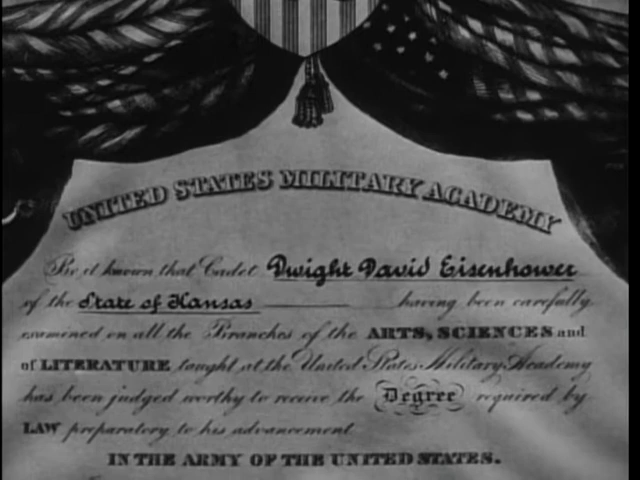 UNITED STATES MILITARY ACADEMY
Be it known that Cadet Dwight David Eisenhower
of the State of Kansas having been carefully
examined on all the Branches of the ARTS, SCIENCES and
of LITERATURE taught at the United States Military Academy
has been judged worthy to receive the Degree required by
LAW preparatory to his advancement
IN THE ARMY OF THE UNITED STATES.